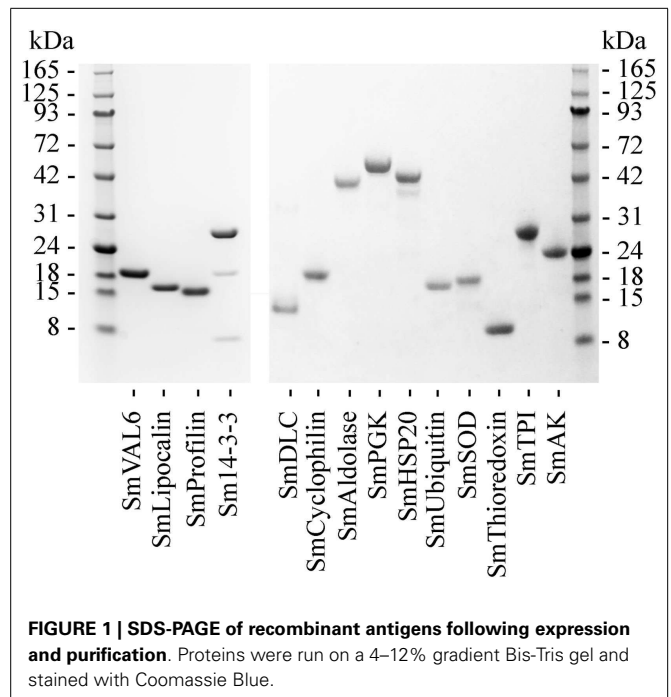 kDa
165 -
125 -
93 -
72 -
42 -
31 -
24 -
18 -
15 -
8 -
kDa
- 165
- 125
- 93
- 72
- 42
- 31
- 24
- 18
- 15
- 8
SmVAL6
SmLipocalin
SmProfilin
Sm14-3-3
SmDLC
SmCyclophilin
SmAldolase
SmPGK
SmHSP20
SmUbiquitin
SmSOD
SmThioredoxin
SmTPI
SmAK
FIGURE 1 | SDS-PAGE of recombinant antigens following expression
and purification. Proteins were run on a 4–12% gradient Bis-Tris gel and
stained with Coomassie Blue.